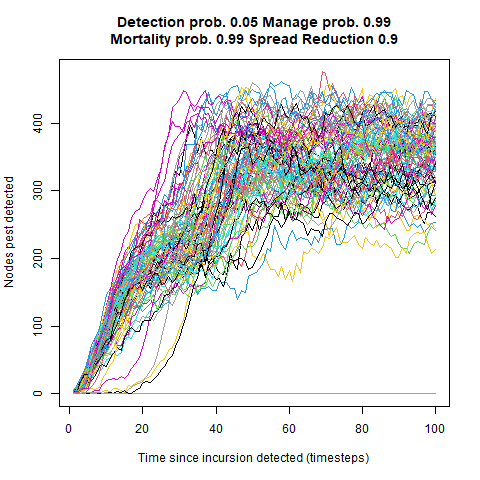 Detection prob. 0.05 Manage prob. 0.99
Mortality prob. 0.99 Spread Reduction 0.9
Nodes pest detected
400
300
200
100
0
0 20 40 60 80 100
Time since incursion detected (timesteps)